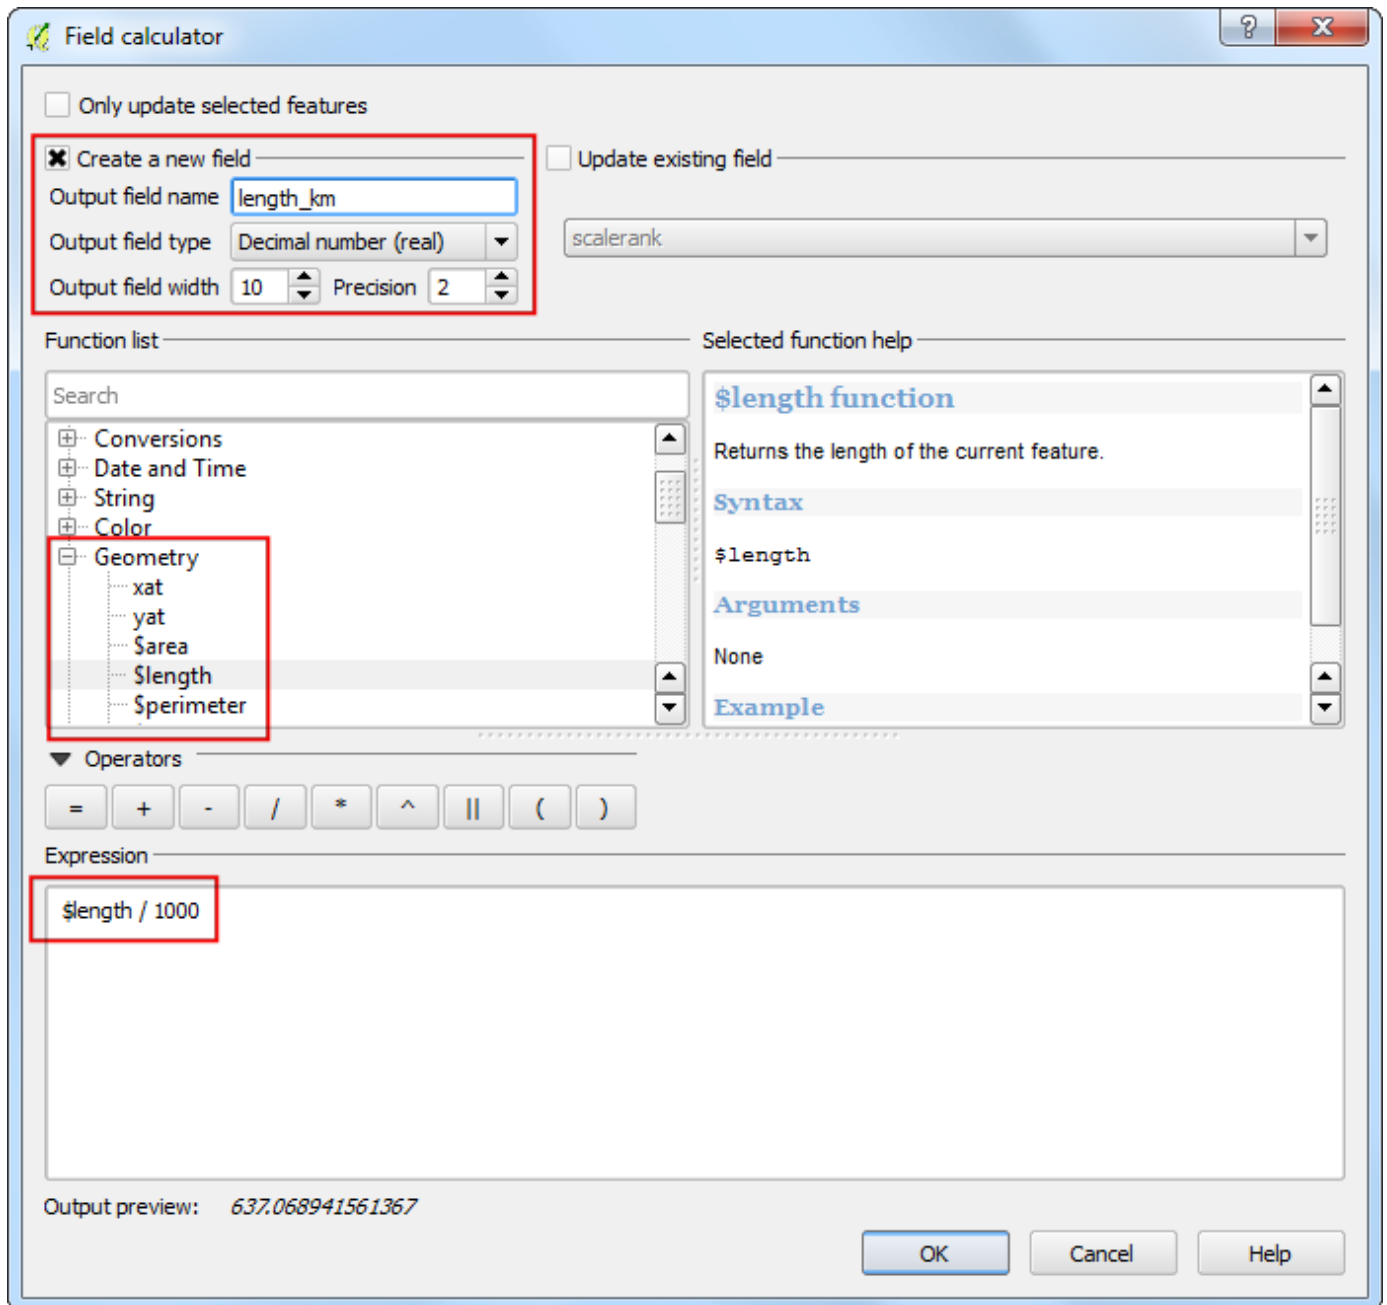 Field calculator
?
X
Only update selected features
Create a new field
Update existing field
Output field name length_km
Output field type Decimal number (real)
scalerank
Output field width 10 Precision 2
Function list
Selected function help
Search
Conversions
Date and Time
String
Color
Geometry
xat
yat
$area
$length
$perimeter
$length function
Returns the length of the current feature.
Syntax
$length
Arguments
None
Example
Operators
= + - / * ^ || ( )
Expression
$length / 1000
Output preview: 637.068941561367
OK Cancel Help